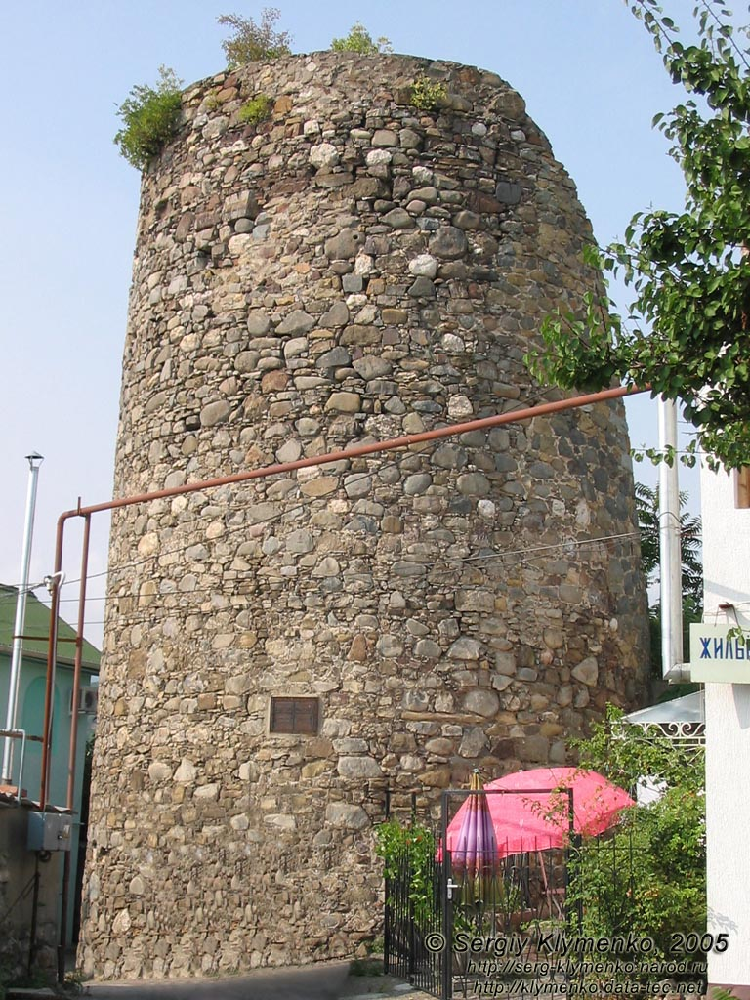 ЖИЛЬ
© Sergiy Klymenko, 2005
http://serg-klymenko.narod.ru
http://klymenko.data-tec.net